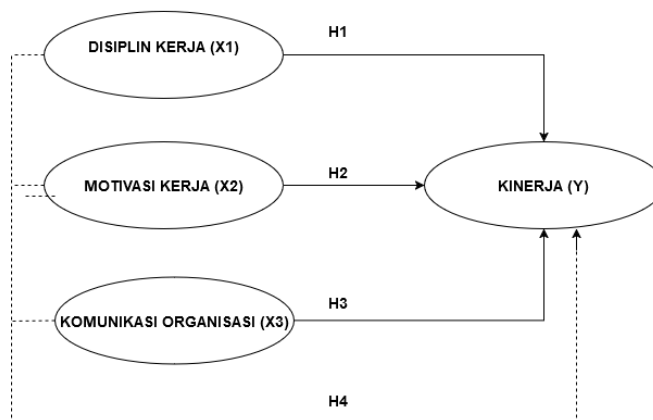 H1
DISIPLIN KERJA (X1)
H2
MOTIVASI KERJA (X2)
KINERJA (Y)
H3
KOMUNIKASI ORGANISASI (X3)
H4